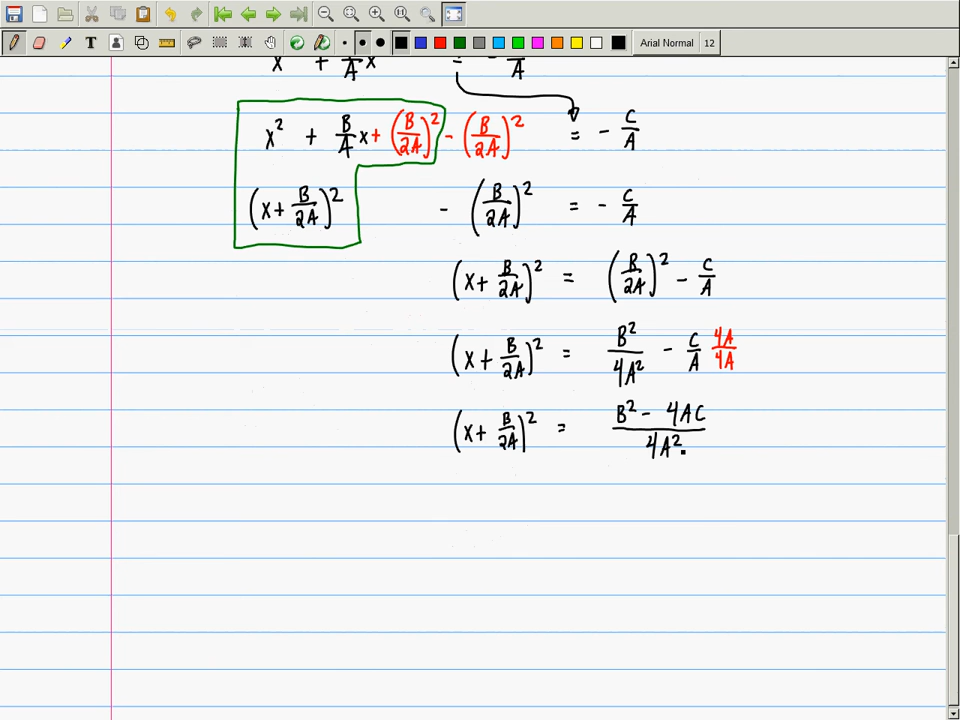 T Arial Normal 12
x + B/A x = - C/A
x² + B/A x + (B/2A)² - (B/2A)² = - C/A
(x + B/2A)² - (B/2A)² = - C/A
(x + B/2A)² = (B/2A)² - C/A
(x + B/2A)² = B²/4A² - C/A 4A/4A
(x + B/2A)² = B² - 4AC/4A²